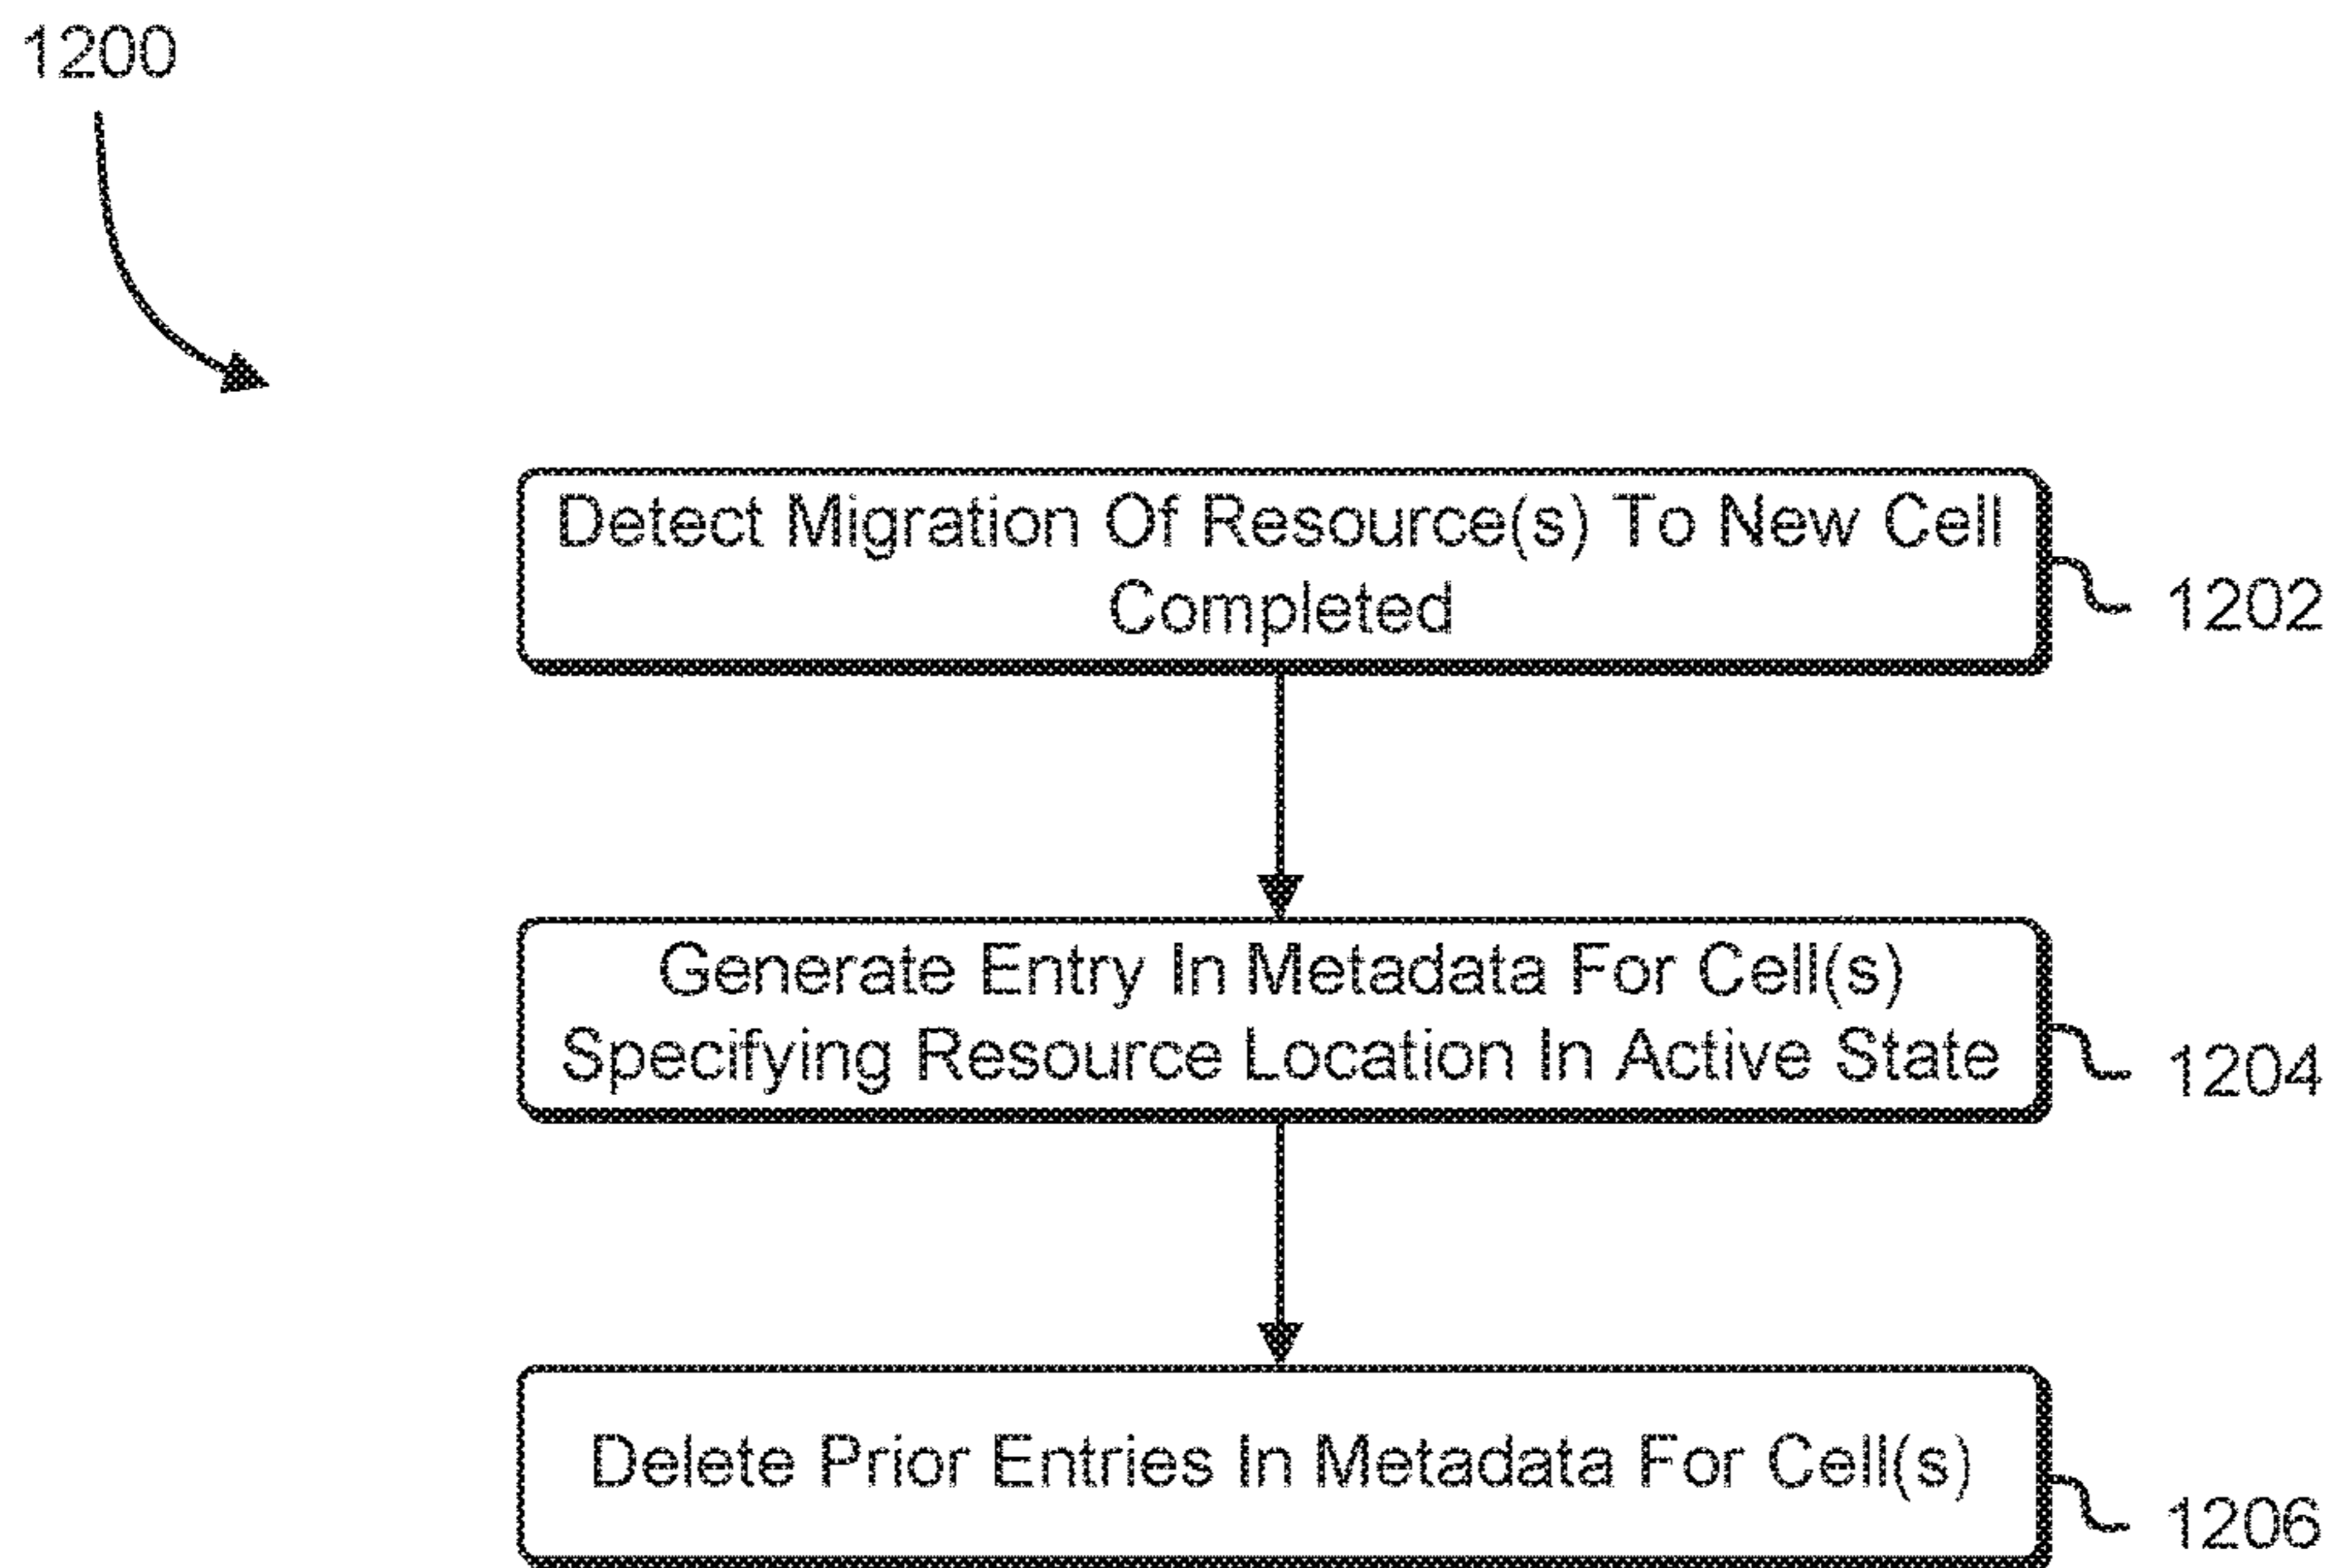 1200
Detect Migration Of Resource(s) To New Cell
Completed
1202
Generate Entry In Metadata For Cell(s)
Specifying Resource Location In Active State
1204
Delete Prior Entries In Metadata For Cell(s)
1206